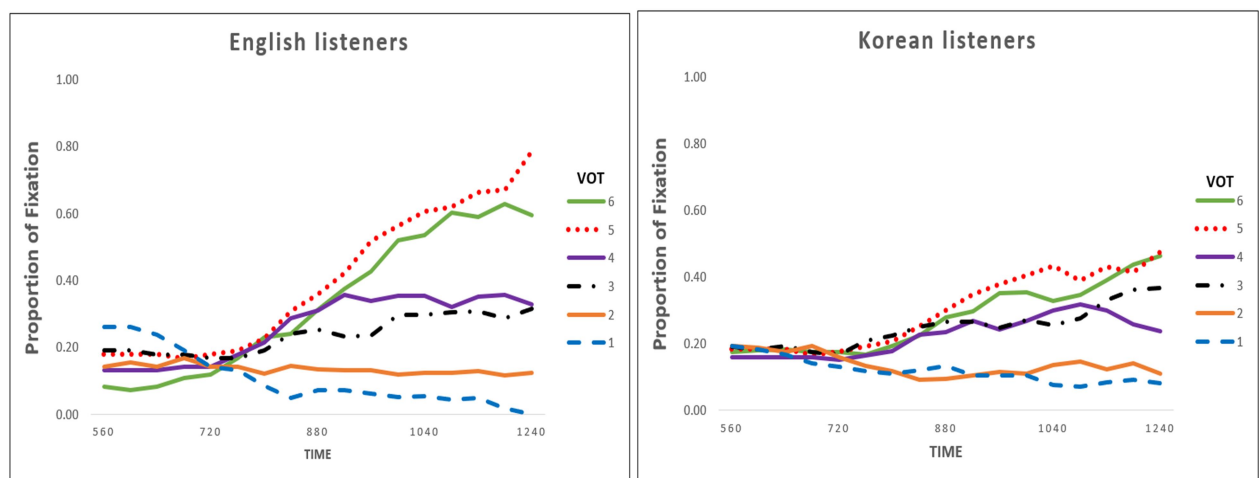 English listeners
1.00
0.80
0.60
0.40
0.20
0.00
Proportion of Fixation
560 720 880 1040 1240
TIME
VOT
6
5
4
3
2
1
Korean listeners
1.00
0.80
0.60
0.40
0.20
0.00
Proportion of Fixation
560 720 880 1040 1240
TIME
VOT
6
5
4
3
2
1